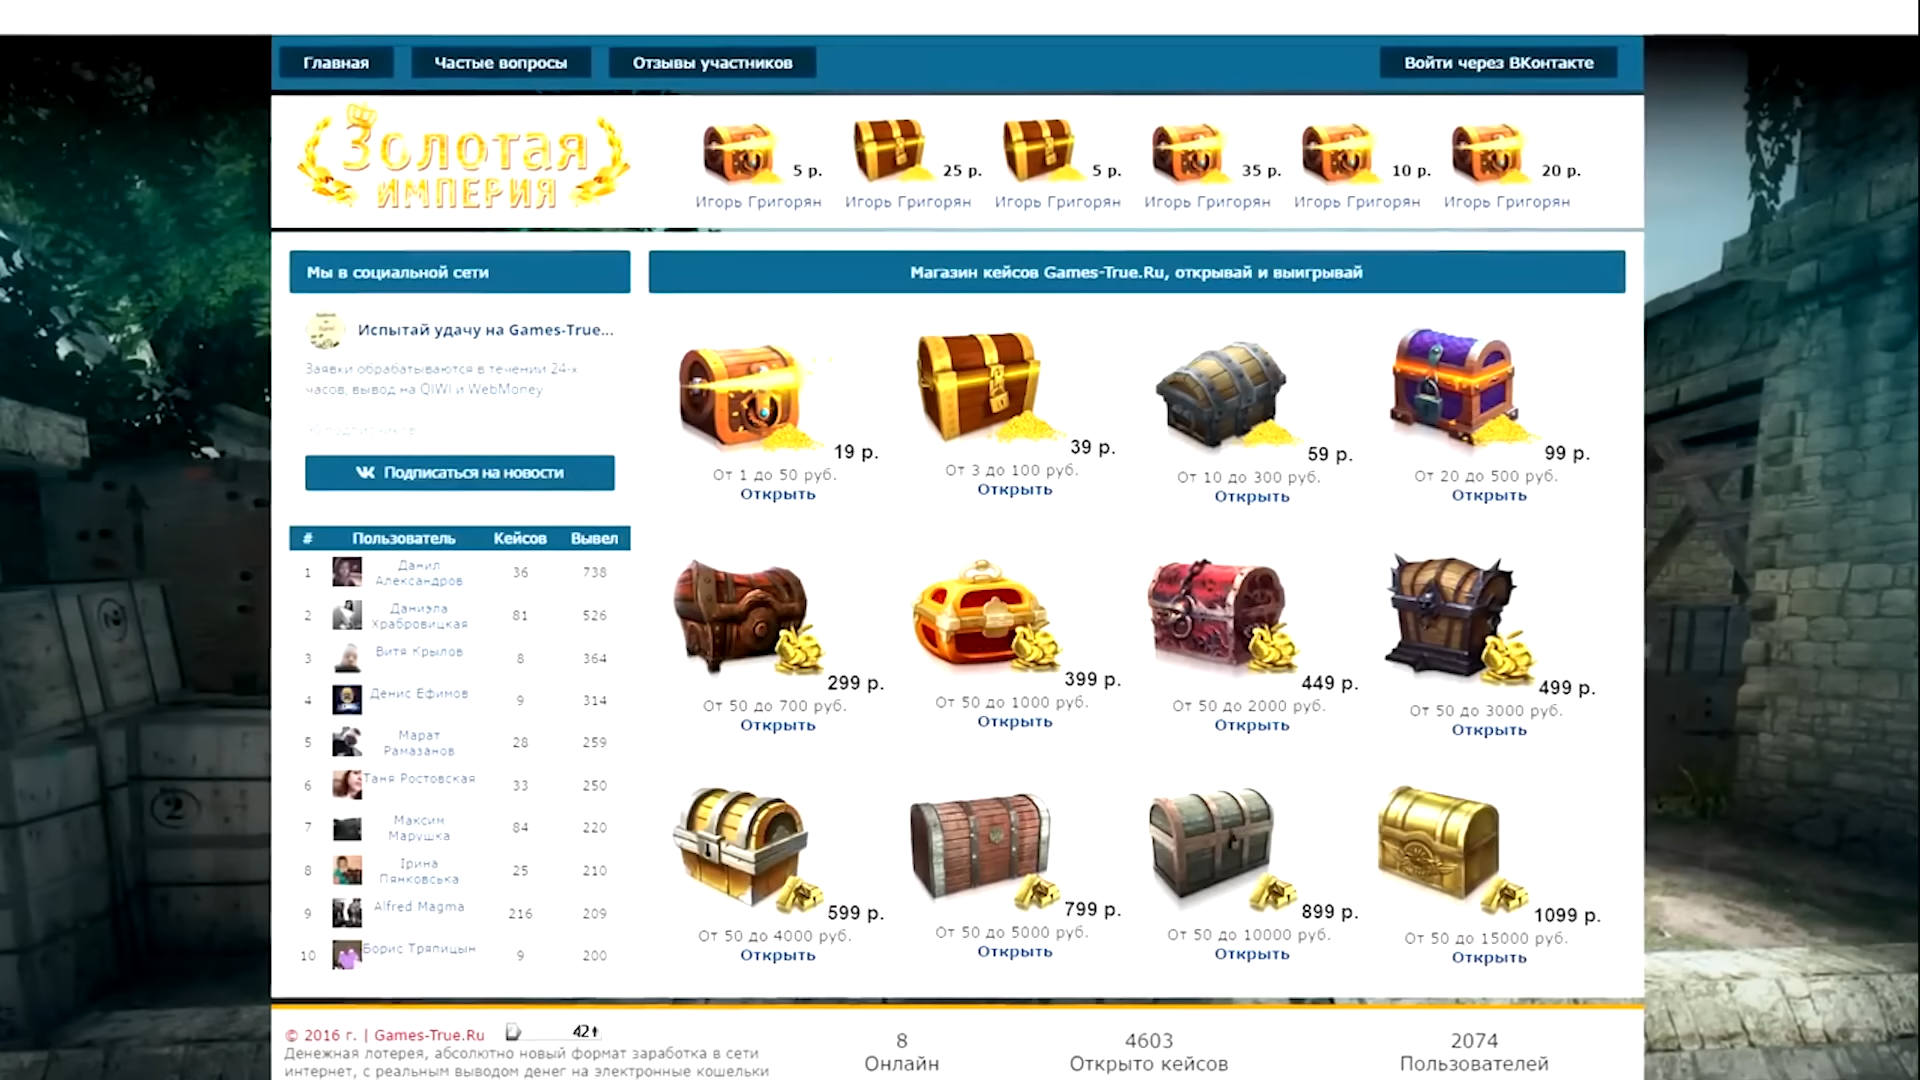 Главная
Частые вопросы
Отзывы участников
Войти через ВКонтакте
Золотая
ИМПЕРИЯ
5 р.
25 р.
5 р.
35 р.
10 р.
20 р.
Игорь Григорян
Игорь Григорян
Игорь Григорян
Игорь Григорян
Игорь Григорян
Игорь Григорян
Мы в социальной сети
Испытай удачу на Games-True...
Заявки обрабатываются в течении 24-х
часов, вывод на QIWI и WebMoney
подписчиков
Подписаться на новости
# Пользователь Кейсов Вывел
1 Данил Александров 36 738
2 Даниэла Храбровицкая 81 526
3 Витя Крылов 8 364
4 Денис Ефимов 9 314
5 Марат Рамазанов 28 259
6 Таня Ростовская 33 250
7 Максим Марушка 84 220
8 Ірина Пянковська 25 210
9 Alfred Magma 216 209
10 Борис Тряпицын 9 200
Магазин кейсов Games-True.Ru, открывай и выигрывай
19 р.
От 1 до 50 руб.
Открыть
39 р.
От 3 до 100 руб.
Открыть
59 р.
От 10 до 300 руб.
Открыть
99 р.
От 20 до 500 руб.
Открыть
299 р.
От 50 до 700 руб.
Открыть
399 р.
От 50 до 1000 руб.
Открыть
449 р.
От 50 до 2000 руб.
Открыть
499 р.
От 50 до 3000 руб.
Открыть
599 р.
От 50 до 4000 руб.
Открыть
799 р.
От 50 до 5000 руб.
Открыть
899 р.
От 50 до 10000 руб.
Открыть
1099 р.
От 50 до 15000 руб.
Открыть
© 2016 г. | Games-True.Ru
42
Денежная лотерея, абсолютно новый формат заработка в сети
интернет, с реальным выводом денег на электронные кошельки
8
Онлайн
4603
Открыто кейсов
2074
Пользователей
2